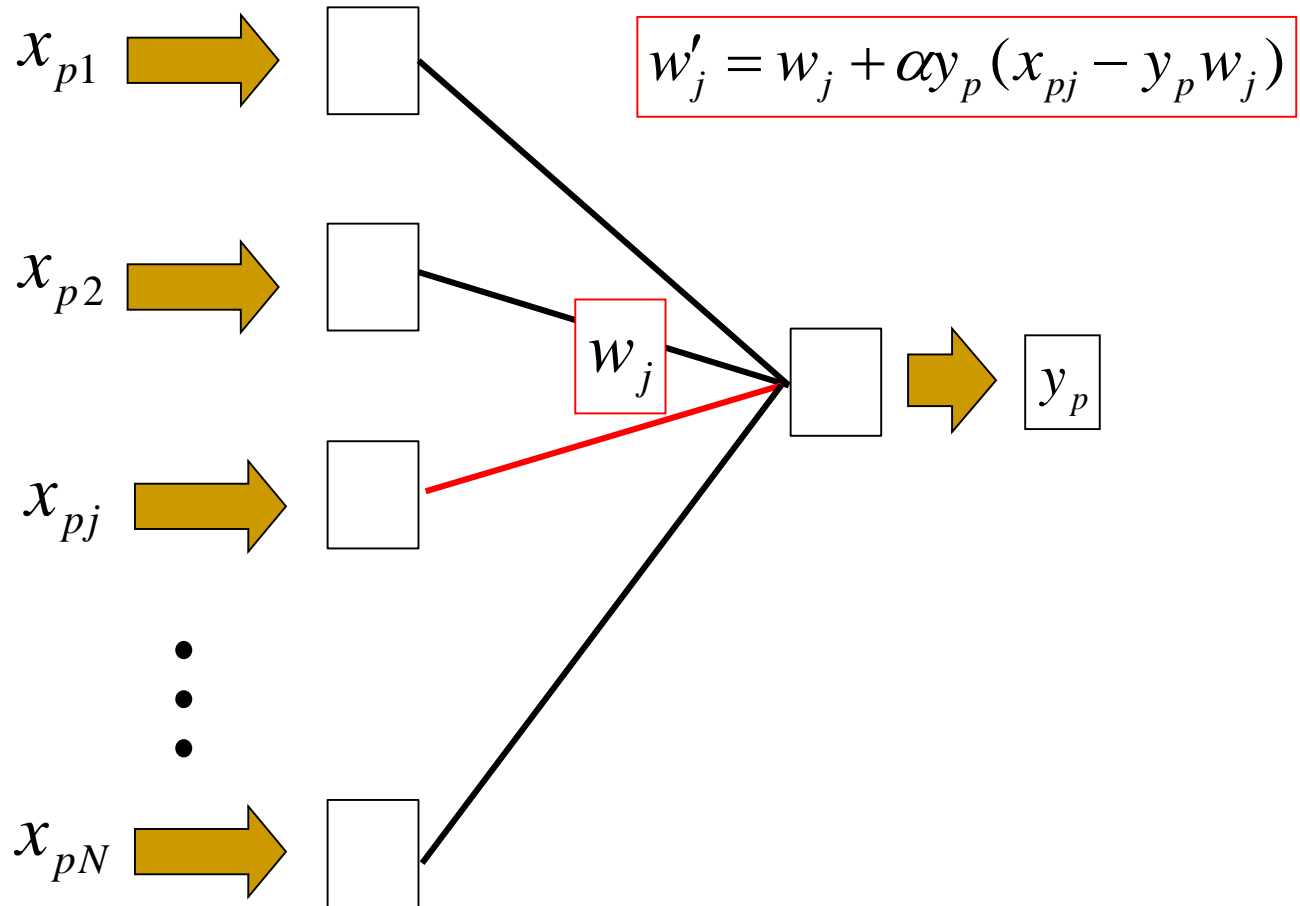 x_{p1}
w'_j = w_j + αy_p(x_{pj} − y_p w_j)
x_{p2}
w_j
y_p
x_{pj}
x_{pN}